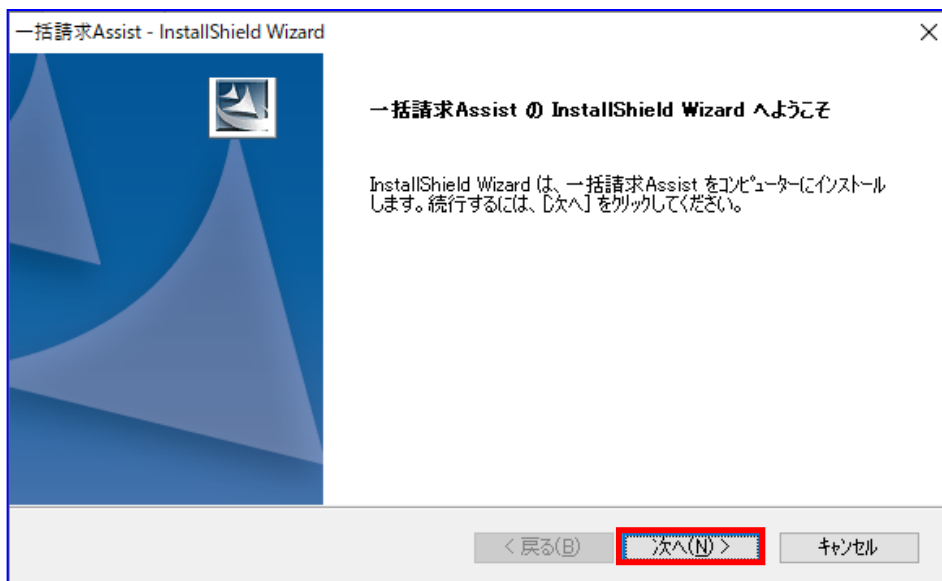 一括請求Assist - InstallShield Wizard
一括請求Assist の InstallShield Wizard へようこそ
InstallShield Wizard は、一括請求Assist をコンピューターにインストール
します。続行するには、[次へ] をクリックしてください。
< 戻る(B)
次へ(N) >
キャンセル